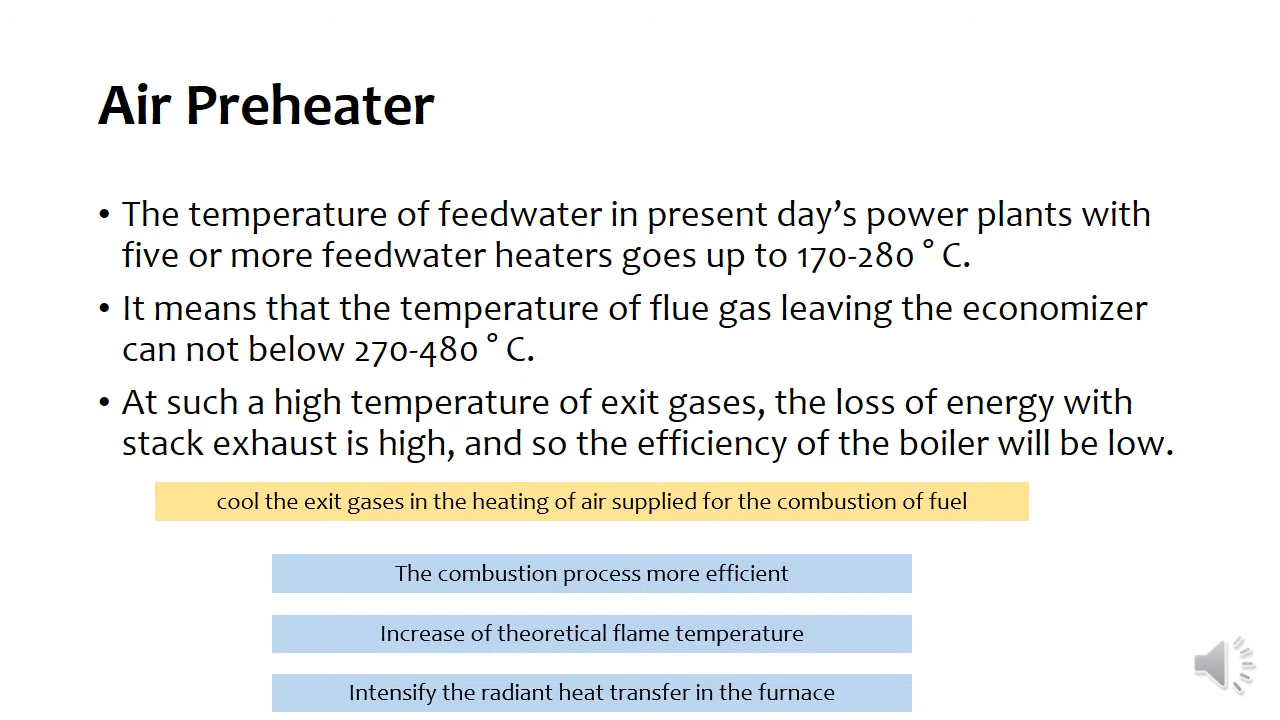 Air Preheater
• The temperature of feedwater in present day’s power plants with
five or more feedwater heaters goes up to 170-280 ° C.
• It means that the temperature of flue gas leaving the economizer
can not below 270-480 ° C.
• At such a high temperature of exit gases, the loss of energy with
stack exhaust is high, and so the efficiency of the boiler will be low.
cool the exit gases in the heating of air supplied for the combustion of fuel
The combustion process more efficient
Increase of theoretical flame temperature
Intensify the radiant heat transfer in the furnace